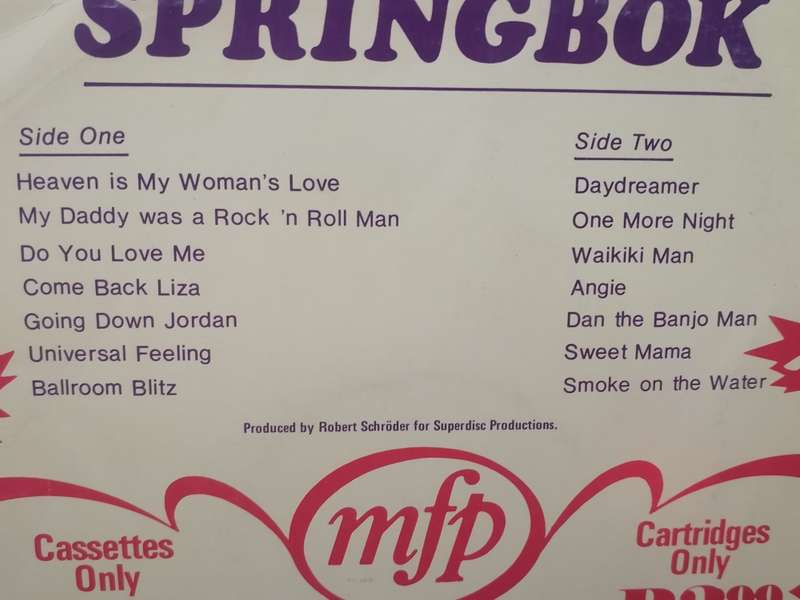 SPRINGBOK
Side One
Heaven is My Woman's Love
My Daddy was a Rock 'n Roll Man
Do You Love Me
Come Back Liza
Going Down Jordan
Universal Feeling
Ballroom Blitz
Side Two
Daydreamer
One More Night
Waikiki Man
Angie
Dan the Banjo Man
Sweet Mama
Smoke on the Water
Produced by Robert Schröder for Superdisc Productions.
mfp
Cassettes
Only
Cartridges
Only